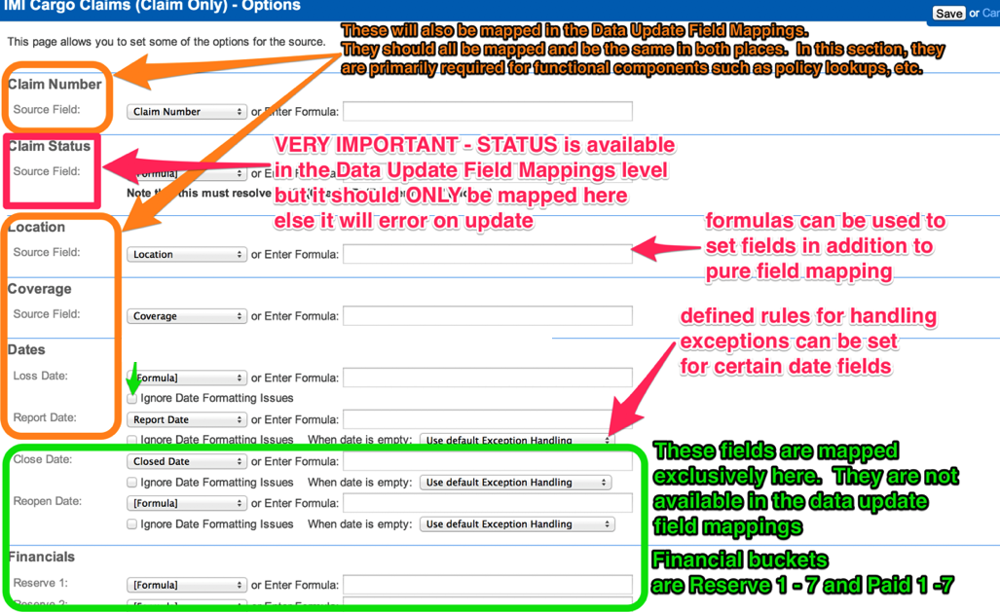 IMI Cargo Claims (Claim Only) - Options
Save or Can
This page allows you to set some of the options for the source.
These will also be mapped in the Data Update Field Mappings.
They should all be mapped and be the same in both places. In this section, they
are primarily required for functional components such as policy lookups, etc.
Claim Number
Source Field: Claim Number or Enter Formula:
Claim Status
VERY IMPORTANT - STATUS is available
in the Data Update Field Mappings level
but it should ONLY be mapped here
else it will error on update
Source Field: [Formula] or En
Note th this must resolve
Location
Source Field: Location or Enter Formula:
formulas can be used to
set fields in addition to
pure field mapping
Coverage
Source Field: Coverage or Enter Formula:
defined rules for handling
exceptions can be set
for certain date fields
Dates
Loss Date: [Formula] or Enter Formula:
Ignore Date Formatting Issues
Report Date: Report Date or Enter Formula:
Ignore Date Formatting Issues When date is empty: Use default Exception Handling
Close Date: Closed Date or Enter Formula:
Ignore Date Formatting Issues When date is empty: Use default Exception Handling
Reopen Date: [Formula] or Enter Formula:
Ignore Date Formatting Issues When date is empty: Use default Exception Handling
These fields are mapped
exclusively here. They are not
available in the data update
field mappings
Financial buckets
are Reserve 1 - 7 and Paid 1 -7
Financials
Reserve 1: [Formula] or Enter Formula:
Reserve 2: